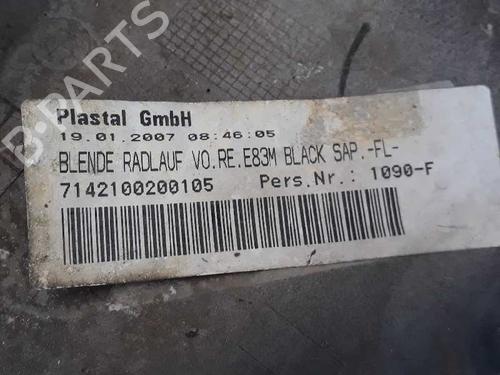 B-PARTS
Plastal GmbH
19.01.2007 08:46:05
BLENDE RADLAUF VO.RE.E83M BLACK SAP.-FL-
7142100200105 Pers.Nr.: 1090-F